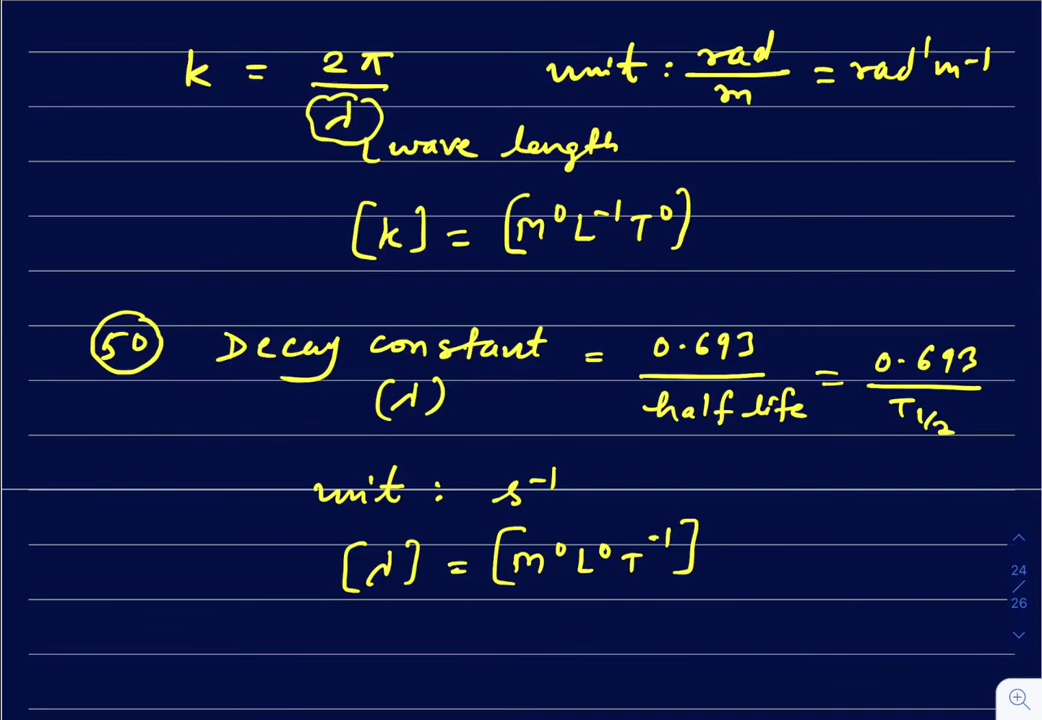 k = 2π/λ unit : rad/m = rad¹m-1
wave length
[k] = [M⁰L⁻¹T⁰]
50 Decay constant = 0.693/half life = 0.693/T1/2
(λ)
unit : s⁻¹
[λ] = [M⁰L⁰T⁻¹]
24
/
26